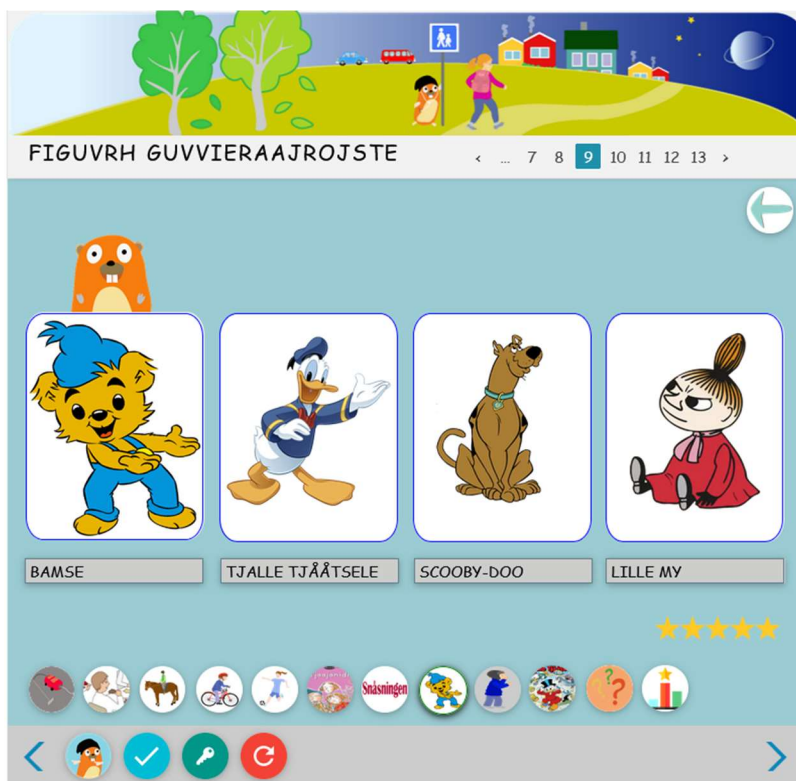 FIGUVRH GUVVIERAAJROJSTE
‹ ... 7 8 9 10 11 12 13 ›
BAMSE
TJALLE TJÅÅTSELE
SCOOBY-DOO
LILLE MY
Snåsningen
? ?